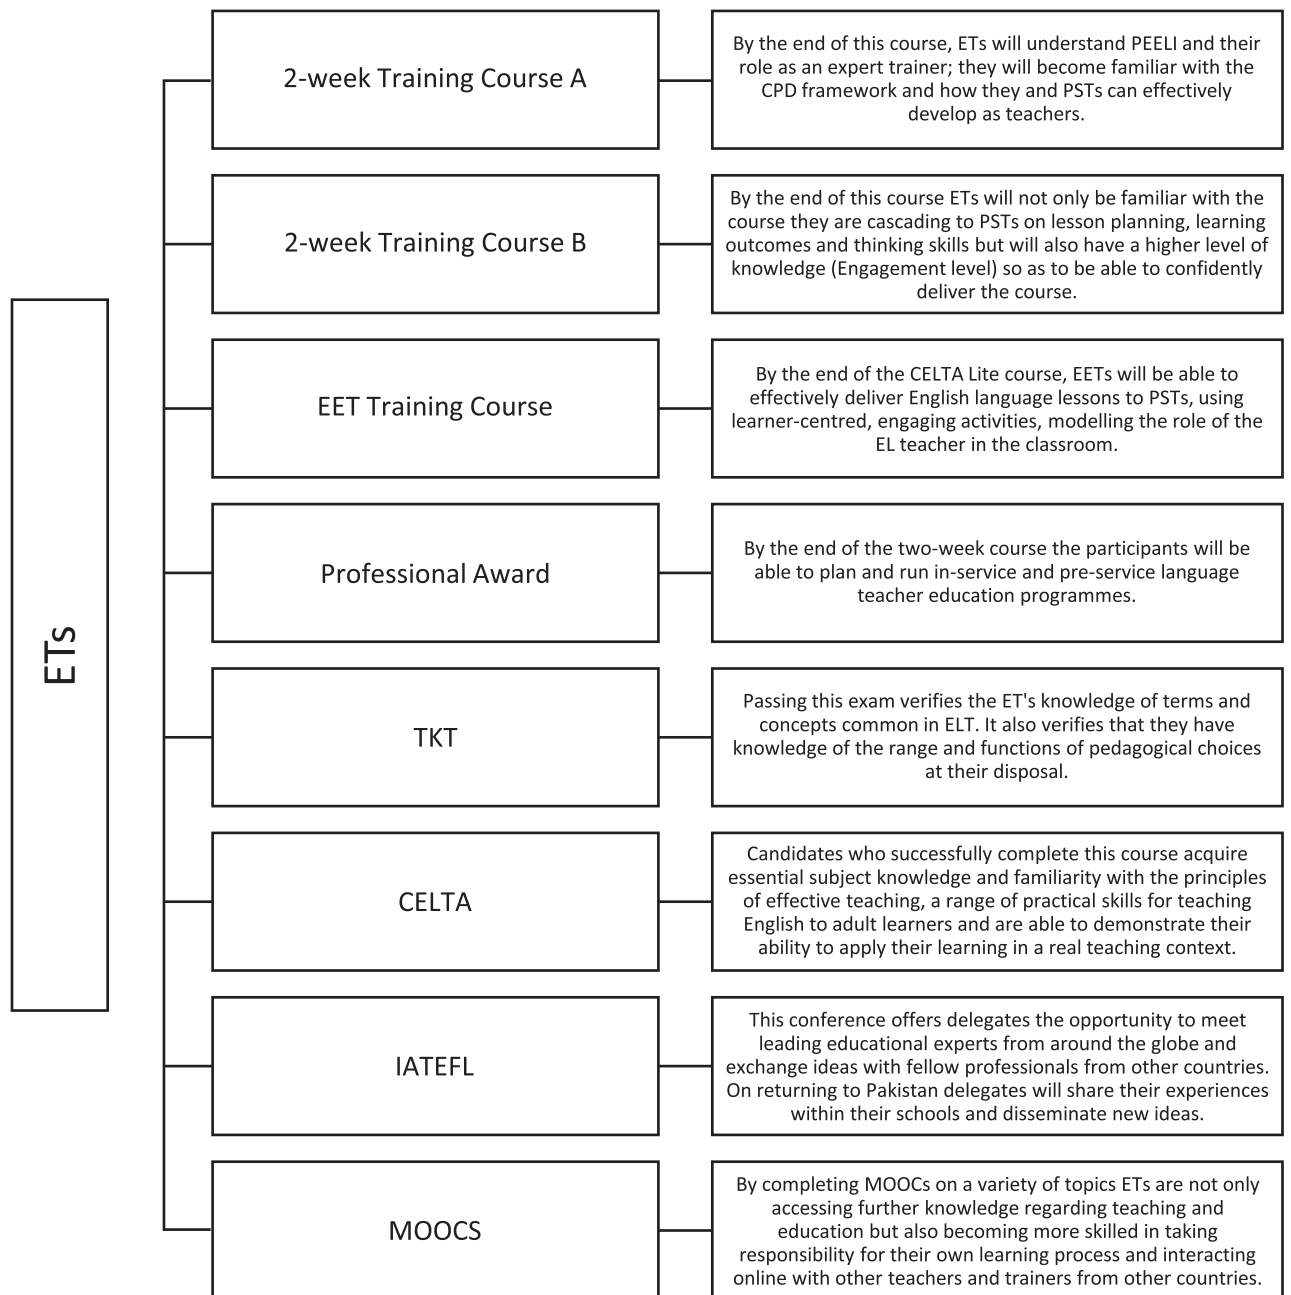 ETs
2-week Training Course A
By the end of this course, ETs will understand PEELI and their
role as an expert trainer; they will become familiar with the
CPD framework and how they and PSTs can effectively
develop as teachers.
2-week Training Course B
By the end of this course ETs will not only be familiar with the
course they are cascading to PSTs on lesson planning, learning
outcomes and thinking skills but will also have a higher level of
knowledge (Engagement level) so as to be able to confidently
deliver the course.
EET Training Course
By the end of the CELTA Lite course, EETs will be able to
effectively deliver English language lessons to PSTs, using
learner-centred, engaging activities, modelling the role of the
EL teacher in the classroom.
Professional Award
By the end of the two-week course the participants will be
able to plan and run in-service and pre-service language
teacher education programmes.
TKT
Passing this exam verifies the ET's knowledge of terms and
concepts common in ELT. It also verifies that they have
knowledge of the range and functions of pedagogical choices
at their disposal.
CELTA
Candidates who successfully complete this course acquire
essential subject knowledge and familiarity with the principles
of effective teaching, a range of practical skills for teaching
English to adult learners and are able to demonstrate their
ability to apply their learning in a real teaching context.
IATEFL
This conference offers delegates the opportunity to meet
leading educational experts from around the globe and
exchange ideas with fellow professionals from other countries.
On returning to Pakistan delegates will share their experiences
within their schools and disseminate new ideas.
MOOCS
By completing MOOCs on a variety of topics ETs are not only
accessing further knowledge regarding teaching and
education but also becoming more skilled in taking
responsibility for their own learning process and interacting
online with other teachers and trainers from other countries.